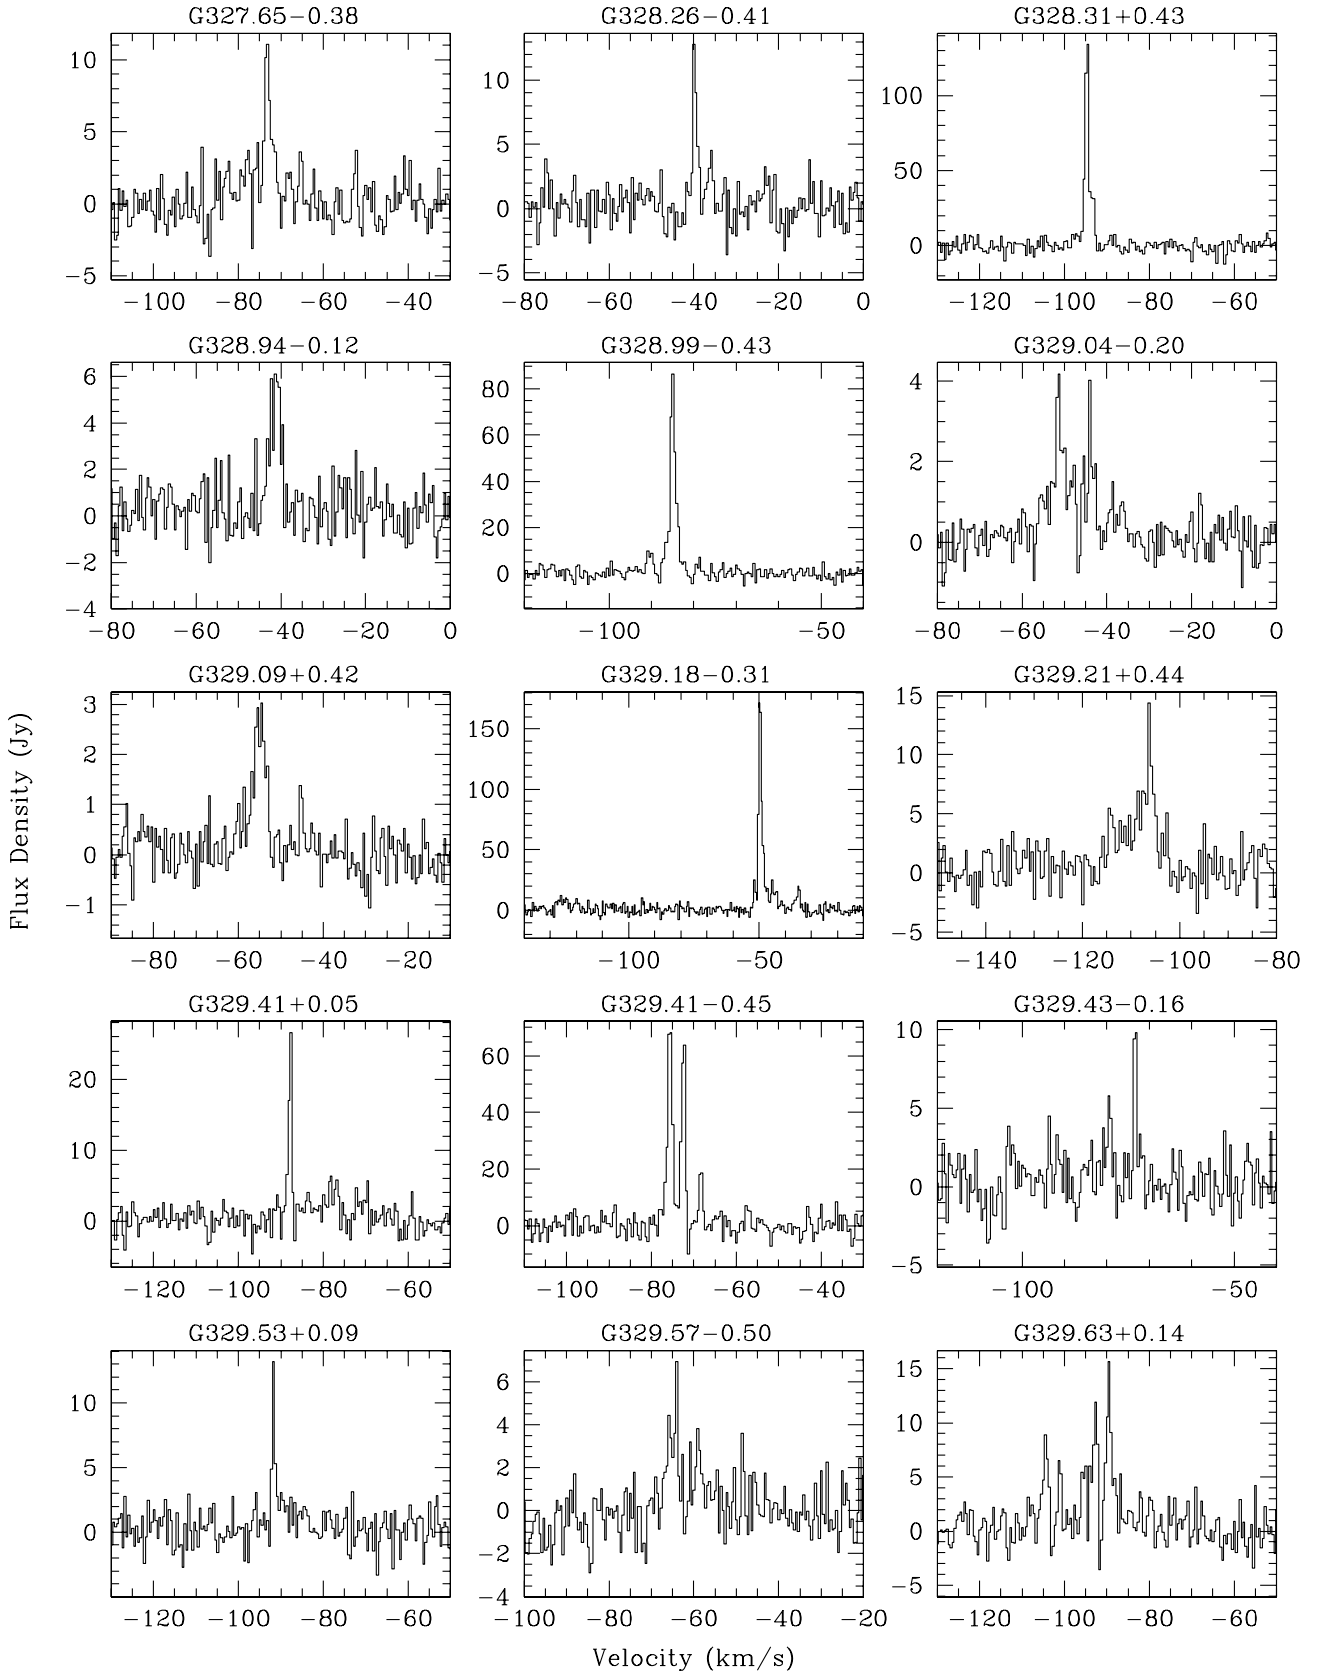 G327.65−0.38 G328.26−0.41 G328.31+0.43
10 5 0 −5
−100 −80 −60 −40
10 5 0 −5
−80 −60 −40 −20 0
100 50 0
−120 −100 −80 −60
G328.94−0.12 G328.99−0.43 G329.04−0.20
6 4 2 0 −2 −4
−80 −60 −40 −20 0
80 60 40 20 0
−100 −50
4 2 0
−80 −60 −40 −20 0
G329.09+0.42 G329.18−0.31 G329.21+0.44
3 2 1 0 −1
−80 −60 −40 −20
150 100 50 0
−100 −50
15 10 5 0 −5
−140 −120 −100 −80
Flux Density (Jy)
G329.41+0.05 G329.41−0.45 G329.43−0.16
20 10 0
−120 −100 −80 −60
60 40 20 0
−100 −80 −60 −40
10 5 0 −5
−100 −50
G329.53+0.09 G329.57−0.50 G329.63+0.14
10 5 0
−120 −100 −80 −60
6 4 2 0 −2 −4
−100 −80 −60 −40 −20
15 10 5 0 −5
−120 −100 −80 −60
Velocity (km/s)